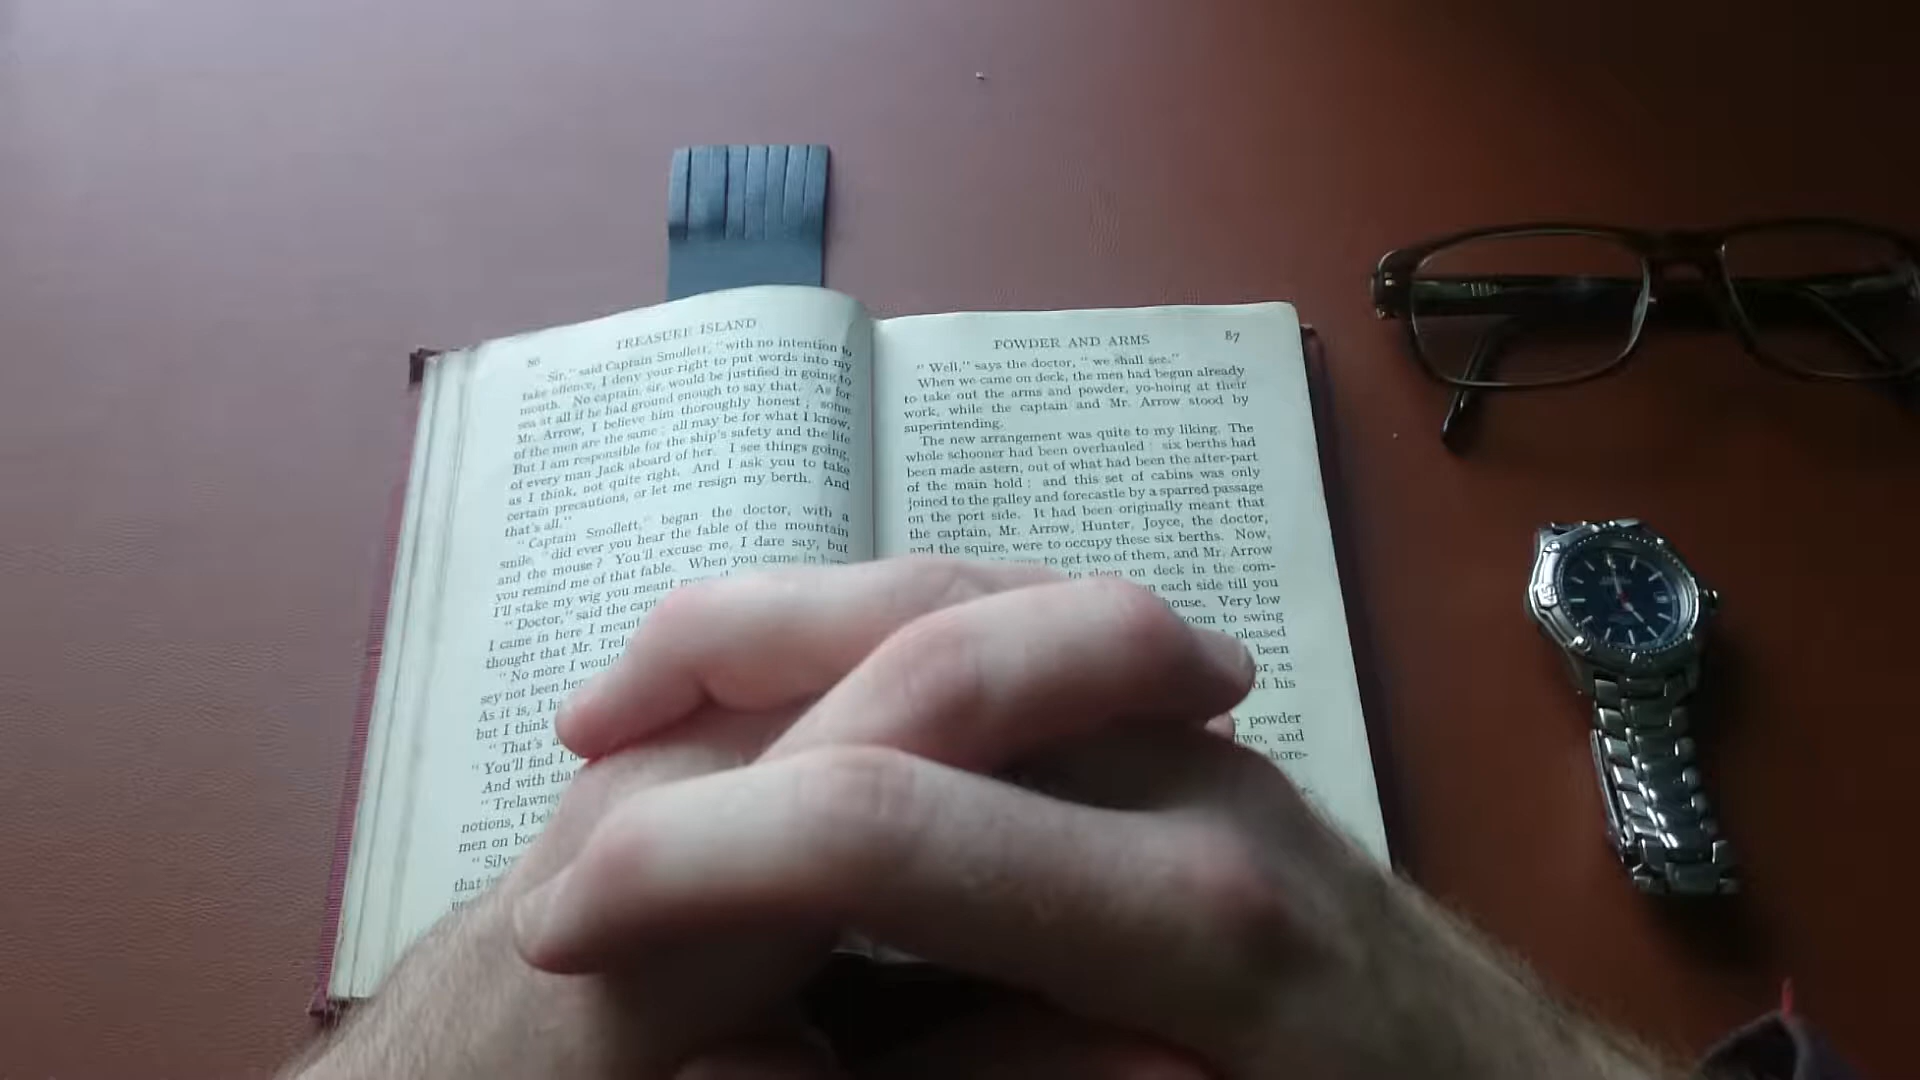 86
TREASURE ISLAND
"Sir," said Captain Smollett, "with no intention to
take offence, I deny your right to put words into my
mouth. No captain, sir, would be justified in going to
sea at all if he had ground enough to say that. As for
Mr. Arrow, I believe him thoroughly honest; some
of the men are the same; all may be for what I know.
But I am responsible for the ship's safety and the life
of every man Jack aboard of her. I see things going,
as I think, not quite right. And I ask you to take
certain precautions, or let me resign my berth. And
that's all."
"Captain Smollett," began the doctor, with a
smile, "did ever you hear the fable of the mountain
and the mouse? You'll excuse me, I dare say, but
you remind me of that fable. When you came in here
I'll stake my wig you meant more
"Doctor," said the capt
I came in here I meant
thought that Mr. Trel
"No more I would
sey not been her
As it is, I h
but I think
"That's a
"You'll find I d
And with that
"Trelawney
notions, I bel
men on boa
"Silve
that i
POWDER AND ARMS
87
"Well," says the doctor, "we shall see."
When we came on deck, the men had begun already
to take out the arms and powder, yo-hoing at their
work, while the captain and Mr. Arrow stood by
superintending.
The new arrangement was quite to my liking. The
whole schooner had been overhauled; six berths had
been made astern, out of what had been the after-part
of the main hold; and this set of cabins was only
joined to the galley and forecastle by a sparred passage
on the port side. It had been originally meant that
the captain, Mr. Arrow, Hunter, Joyce, the doctor,
and the squire, were to occupy these six berths. Now,
were to get two of them, and Mr. Arrow
to sleep on deck in the com-
n each side till you
house. Very low
room to swing
pleased
been
or, as
of his
powder
two, and
hore-